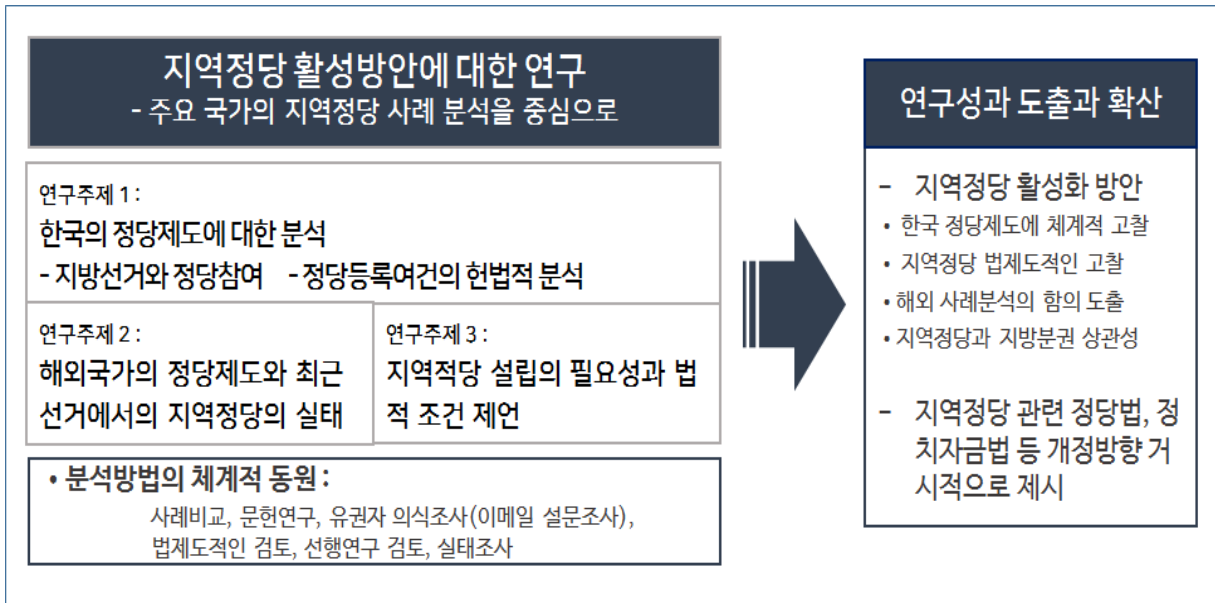 지역정당 활성방안에 대한 연구
- 주요 국가의 지역정당 사례 분석을 중심으로
연구주제 1 :
한국의 정당제도에 대한 분석
- 지방선거와 정당참여 - 정당등록여건의 헌법적 분석
연구주제 2 :
해외국가의 정당제도와 최근
선거에서의 지역정당의 실태
연구주제 3 :
지역적당 설립의 필요성과 법
적 조건 제언
• 분석방법의 체계적 동원 :
사례비교, 문헌연구, 유권자 의식조사(이메일 설문조사),
법제도적인 검토, 선행연구 검토, 실태조사
연구성과 도출과 확산
- 지역정당 활성화 방안
• 한국 정당제도에 체계적 고찰
• 지역정당 법제도적인 고찰
• 해외 사례분석의 함의 도출
• 지역정당과 지방분권 상관성
- 지역정당 관련 정당법, 정
치자금법 등 개정방향 거
시적으로 제시